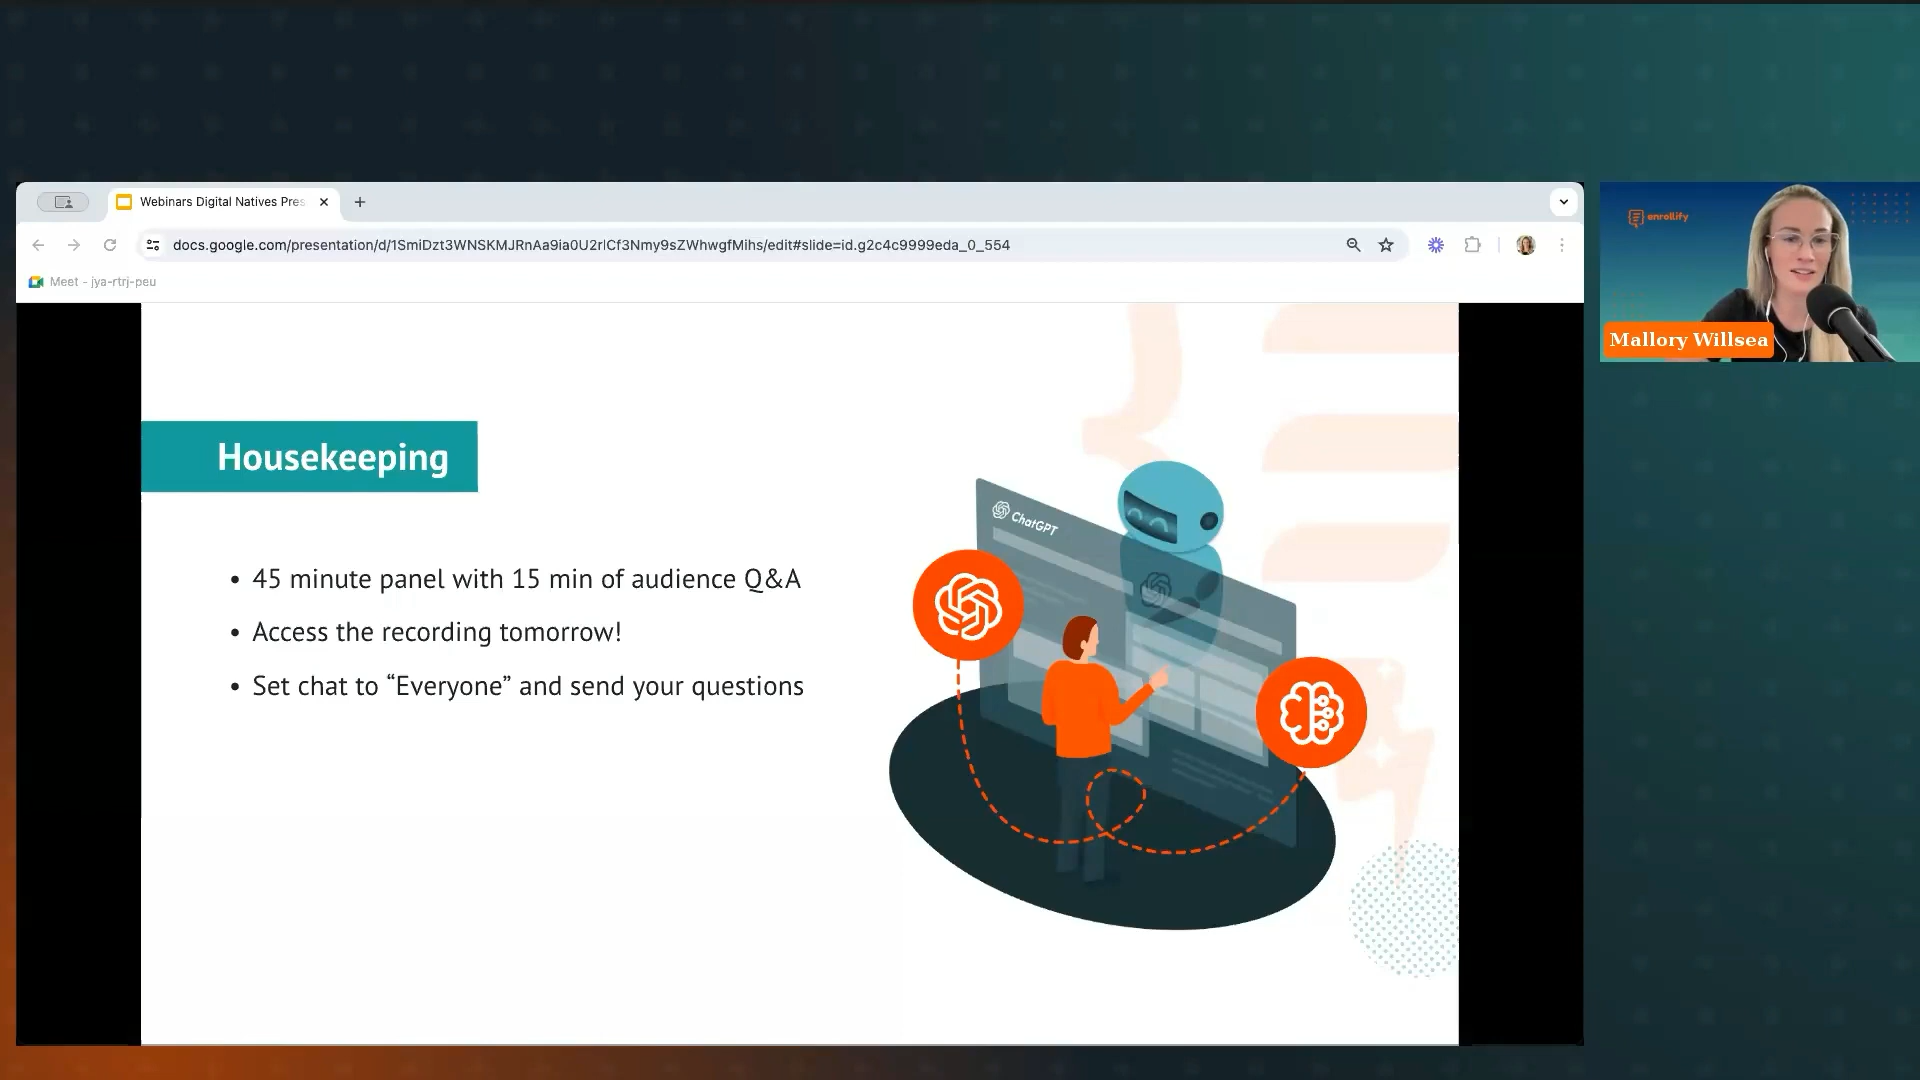 Webinars Digital Natives Pres
docs.google.com/presentation/d/1SmiDzt3WNSKMJRnAa9ia0U2rlCf3Nmy9sZWhwgfMihs/edit#slide=id.g2c4c9999eda_0_554
Meet - jya-rtrj-peu
enrollify
Mallory Willsea
Housekeeping
ChatGPT
• 45 minute panel with 15 min of audience Q&A
• Access the recording tomorrow!
• Set chat to “Everyone” and send your questions